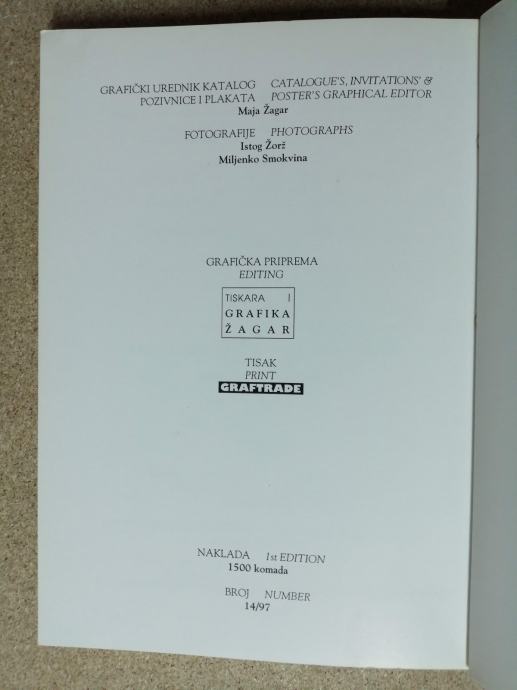 GRAFIČKI UREDNIK KATALOG CATALOGUE'S, INVITATIONS' &
POZIVNICE I PLAKATA POSTER'S GRAPHICAL EDITOR
Maja Žagar
FOTOGRAFIJE PHOTOGRAPHS
Istog Žorž
Miljenko Smokvina
GRAFIČKA PRIPREMA
EDITING
TISKARA I
GRAFIKA
ŽAGAR
TISAK
PRINT
GRAFTRADE
NAKLADA 1st EDITION
1500 komada
BROJ NUMBER
14/97